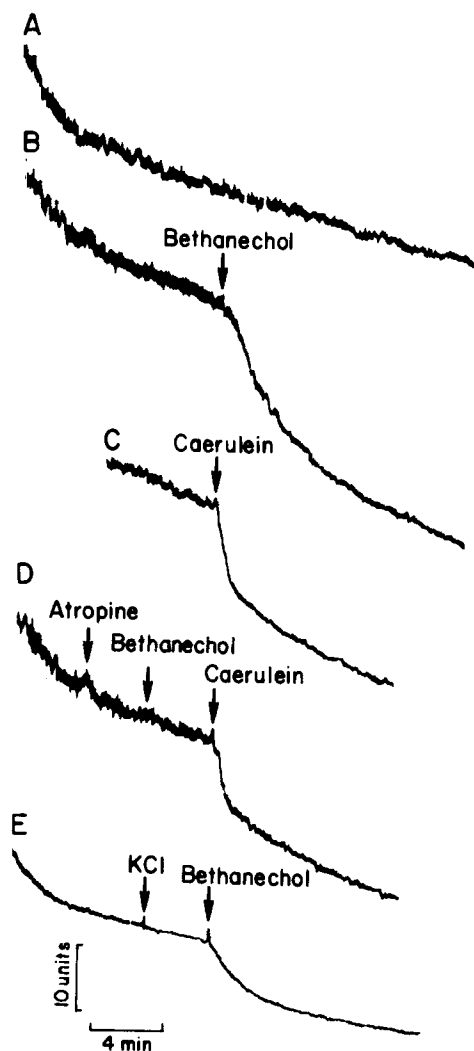 A
B
Bethanechol
C
Caerulein
D
Atropine
Bethanechol
Caerulein
E
KCl
Bethanechol
10 units
4 min